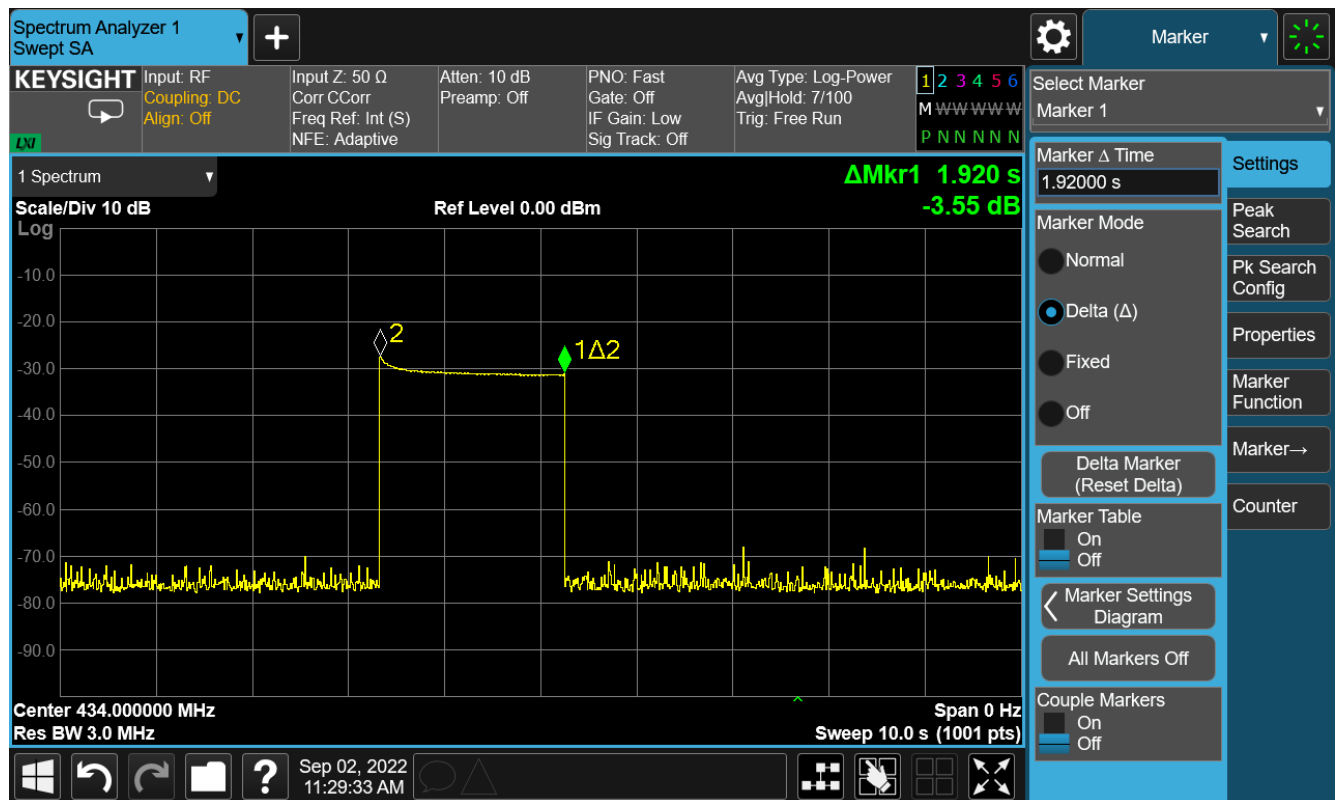 Spectrum Analyzer 1
Swept SA
Marker
KEYSIGHT
LXI
Input: RF
Coupling: DC
Align: Off
Input Z: 50 Ω
Corr CCorr
Freq Ref: Int (S)
NFE: Adaptive
Atten: 10 dB
Preamp: Off
PNO: Fast
Gate: Off
IF Gain: Low
Sig Track: Off
Avg Type: Log-Power
Avg|Hold: 7/100
Trig: Free Run
1 2 3 4 5 6
M W W W W W
P N N N N N
Select Marker
Marker 1
1 Spectrum
ΔMkr1 1.920 s
-3.55 dB
Scale/Div 10 dB
Ref Level 0.00 dBm
Log
-10.0
-20.0
-30.0
-40.0
-50.0
-60.0
-70.0
-80.0
-90.0
2
1Δ2
Center 434.000000 MHz
Span 0 Hz
Res BW 3.0 MHz
Sweep 10.0 s (1001 pts)
Marker Δ Time
1.92000 s
Marker Mode
Normal
Delta (Δ)
Fixed
Off
Delta Marker
(Reset Delta)
Marker Table
On
Off
Marker Settings
Diagram
All Markers Off
Couple Markers
On
Off
Settings
Peak
Search
Pk Search
Config
Properties
Marker
Function
Marker→
Counter
?
Sep 02, 2022
11:29:33 AM